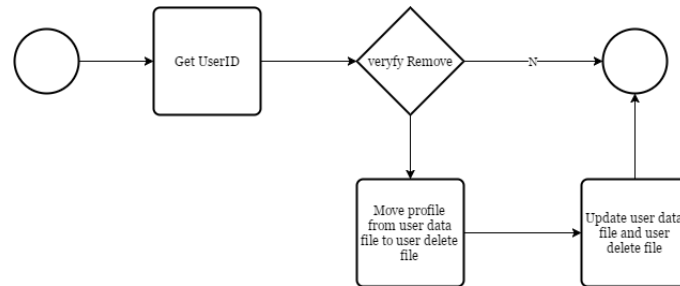 Get UserID
veryfy Remove
N
Move profile
from user data
file to user delete
file
Update user data
file and user
delete file